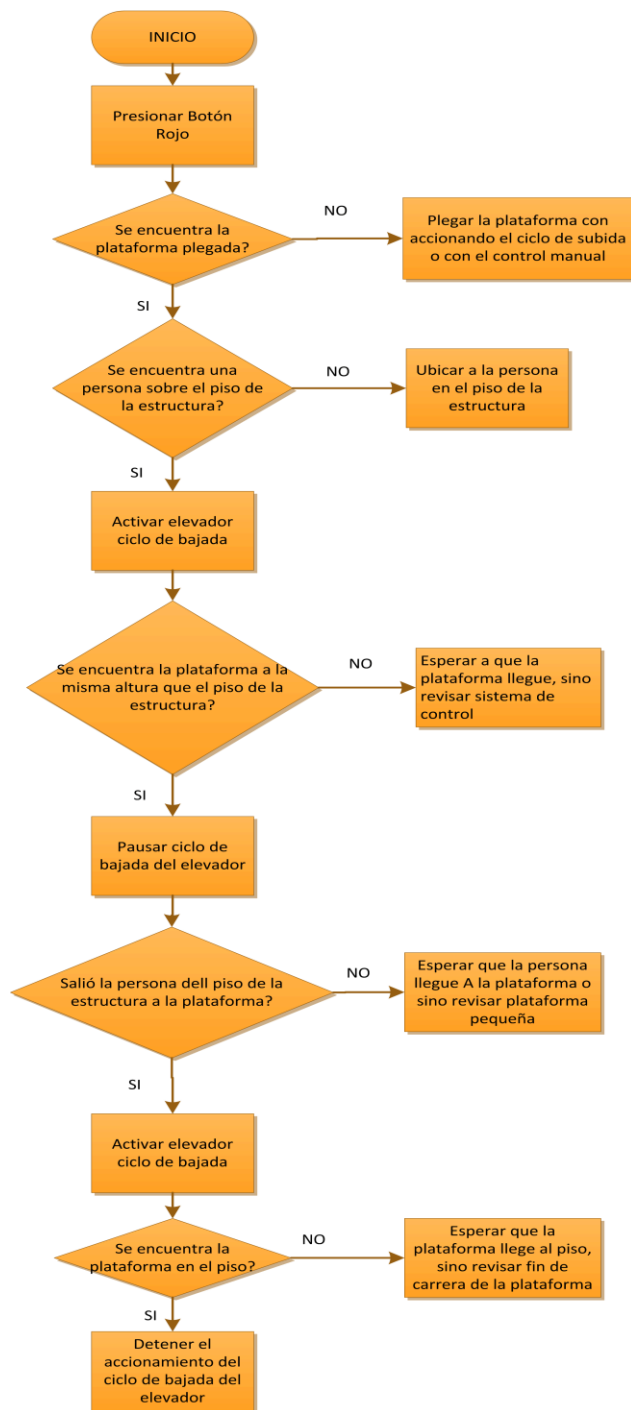 INICIO
Presionar Botón
Rojo
Se encuentra la
plataforma plegada?
NO
Plegar la plataforma con
accionando el ciclo de subida
o con el control manual
SI
Se encuentra una
persona sobre el piso de
la estructura?
NO
Ubicar a la persona
en el piso de la
estructura
SI
Activar elevador
ciclo de bajada
Se encuentra la plataforma a la
misma altura que el piso de la
estructura?
NO
Esperar a que la
plataforma llegue, sino
revisar sistema de
control
SI
Pausar ciclo de
bajada del elevador
Salió la persona dell piso de la
estructura a la plataforma?
NO
Esperar que la persona
llegue A la plataforma o
sino revisar plataforma
pequeña
SI
Activar elevador
ciclo de bajada
Se encuentra la
plataforma en el piso?
NO
Esperar que la
plataforma llege al piso,
sino revisar fin de
carrera de la plataforma
SI
Detener el
accionamiento del
ciclo de bajada del
elevador